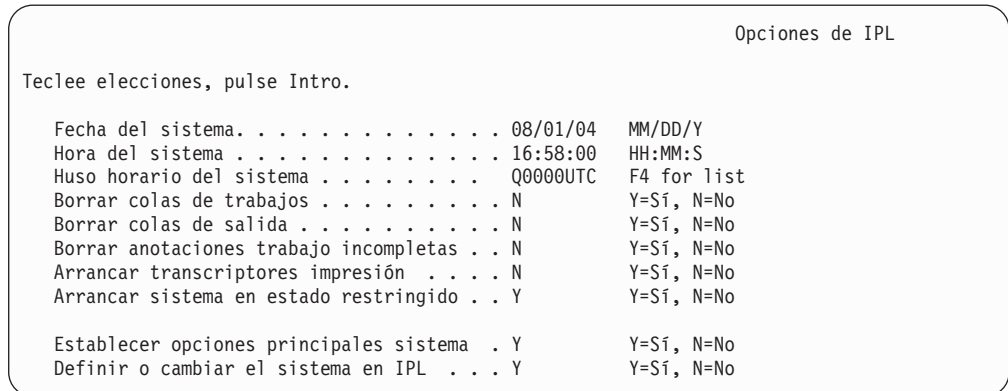 Opciones de IPL
Teclee elecciones, pulse Intro.
Fecha del sistema. . . . . . . . . . . . . 08/01/04 MM/DD/Y
Hora del sistema . . . . . . . . . . . . . 16:58:00 HH:MM:S
Huso horario del sistema . . . . . . . . Q0000UTC F4 for list
Borrar colas de trabajos . . . . . . . . . N Y=Sí, N=No
Borrar colas de salida . . . . . . . . . . N Y=Sí, N=No
Borrar anotaciones trabajo incompletas . . N Y=Sí, N=No
Arrancar transcriptores impresión . . . . N Y=Sí, N=No
Arrancar sistema en estado restringido . . Y Y=Sí, N=No
Establecer opciones principales sistema . Y Y=Sí, N=No
Definir o cambiar el sistema en IPL . . . Y Y=Sí, N=No